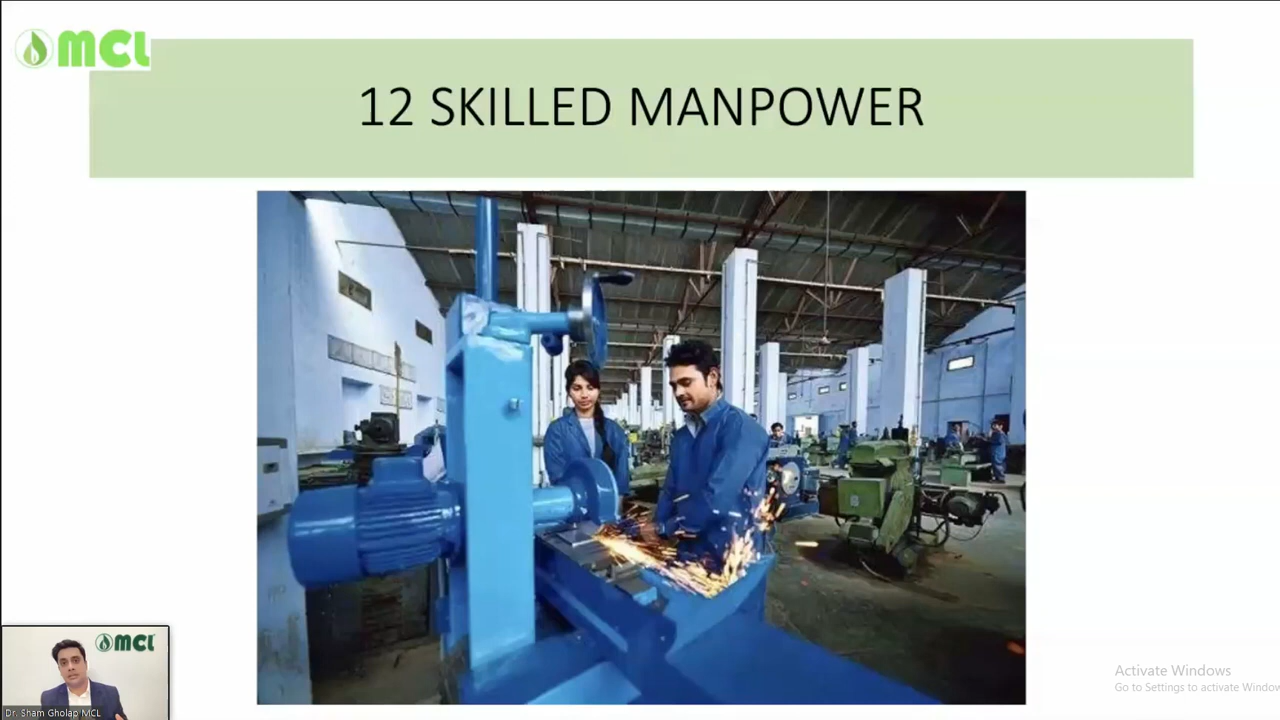 MCL
12 SKILLED MANPOWER
MCL
Dr. Sham Gholap MCL
Activate Windows
Go to Settings to activate Window